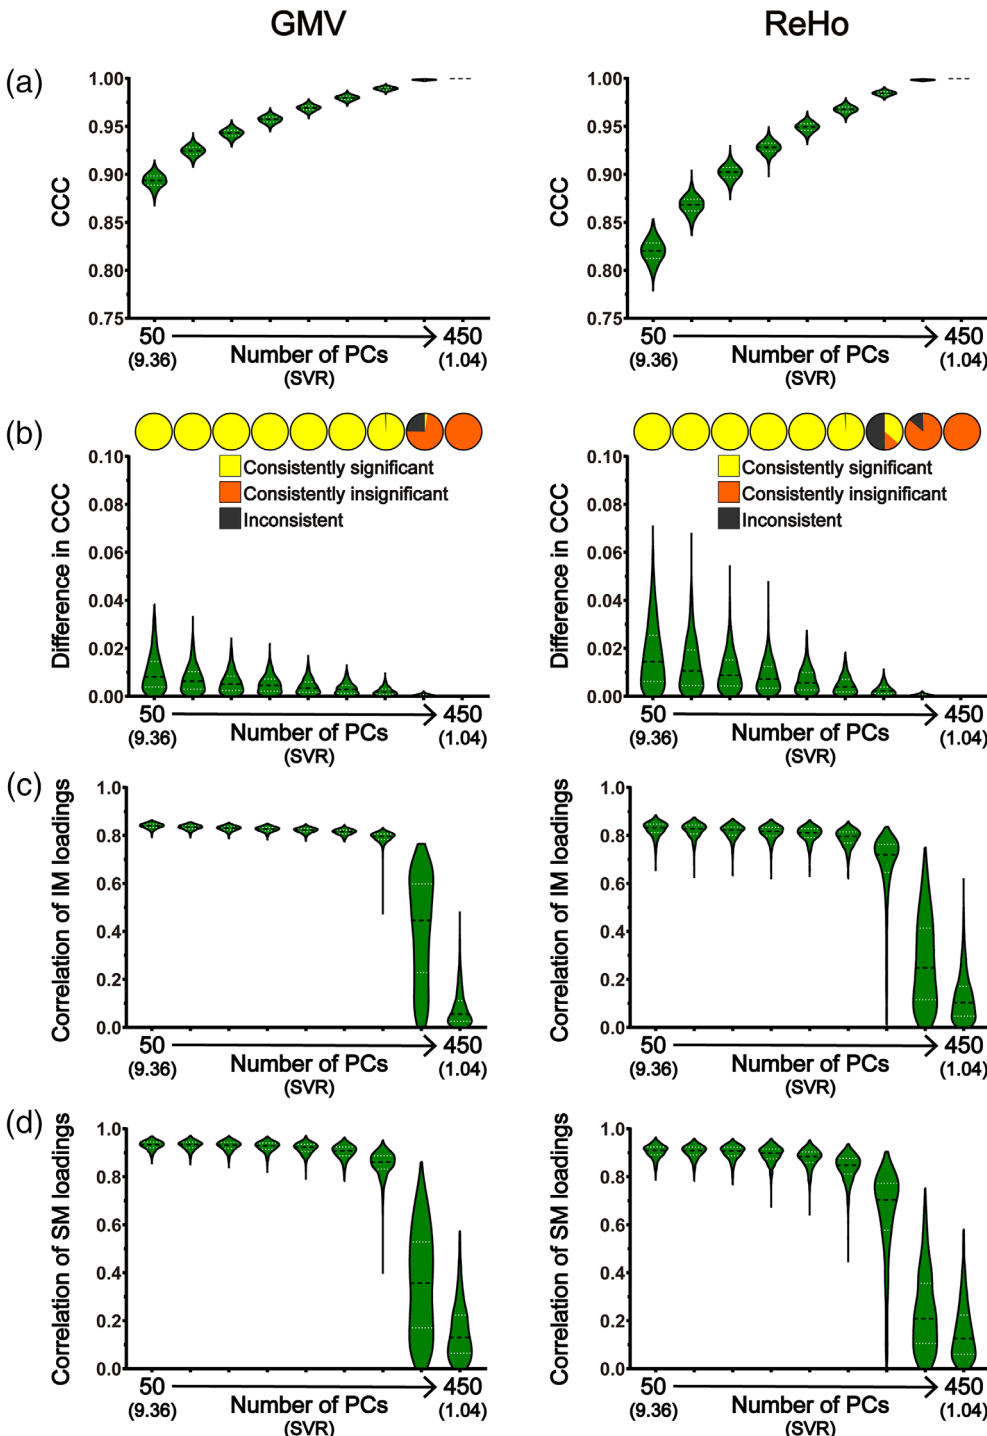 GMV
ReHo
(a)
CCC
1.00
0.95
0.90
0.85
0.80
0.75
50
(9.36)
Number of PCs
(SVR)
450
(1.04)
CCC
1.00
0.95
0.90
0.85
0.80
0.75
50
(9.36)
Number of PCs
(SVR)
450
(1.04)
(b)
Difference in CCC
0.10
0.08
0.06
0.04
0.02
0.00
Consistently significant
Consistently insignificant
Inconsistent
50
(9.36)
Number of PCs
(SVR)
450
(1.04)
Difference in CCC
0.10
0.08
0.06
0.04
0.02
0.00
Consistently significant
Consistently insignificant
Inconsistent
50
(9.36)
Number of PCs
(SVR)
450
(1.04)
(c)
Correlation of IM loadings
1.0
0.8
0.6
0.4
0.2
0.0
50
(9.36)
Number of PCs
(SVR)
450
(1.04)
Correlation of IM loadings
1.0
0.8
0.6
0.4
0.2
0.0
50
(9.36)
Number of PCs
(SVR)
450
(1.04)
(d)
Correlation of SM loadings
1.0
0.8
0.6
0.4
0.2
0.0
50
(9.36)
Number of PCs
(SVR)
450
(1.04)
Correlation of SM loadings
1.0
0.8
0.6
0.4
0.2
0.0
50
(9.36)
Number of PCs
(SVR)
450
(1.04)